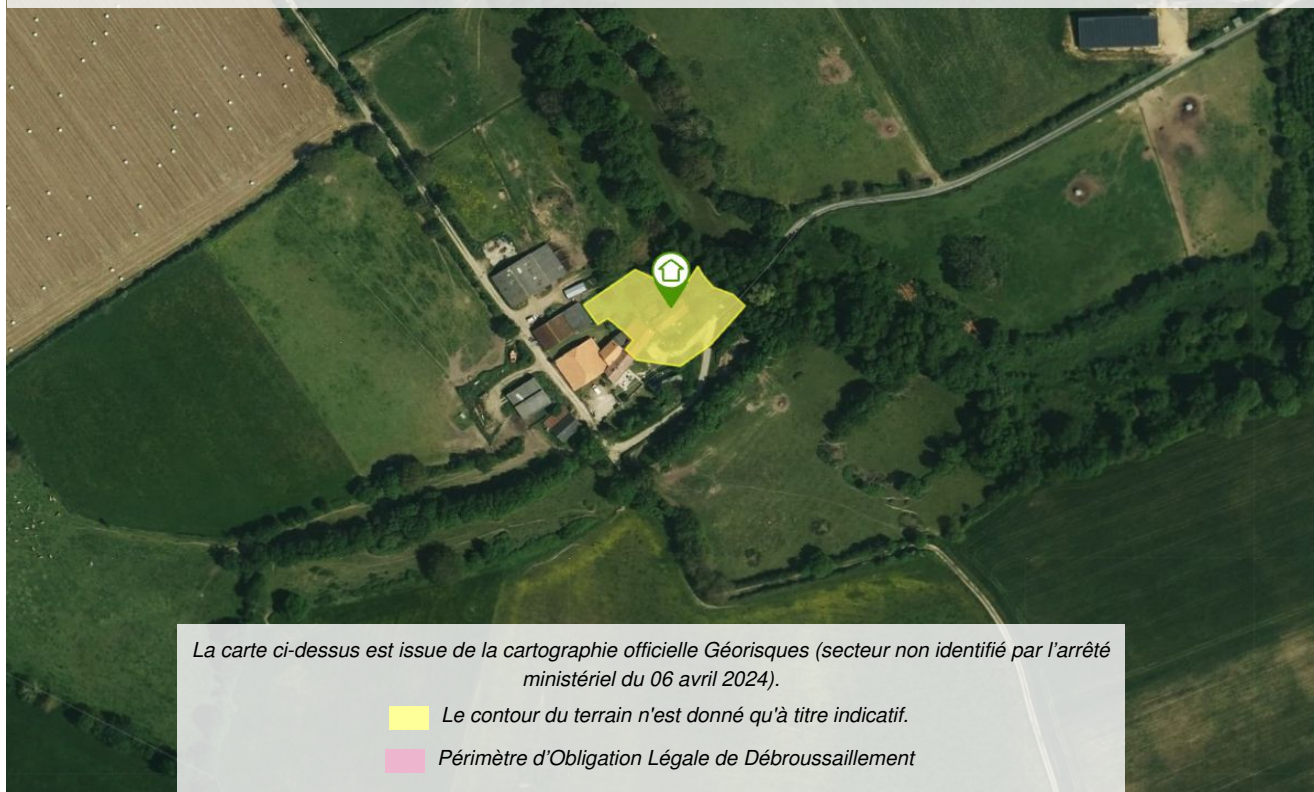 La carte ci-dessus est issue de la cartographie officielle Géorisques (secteur non identifié par l'arrêté
ministériel du 06 avril 2024).
Le contour du terrain n'est donné qu'à titre indicatif.
Périmètre d'Obligation Légale de Débroussaillement